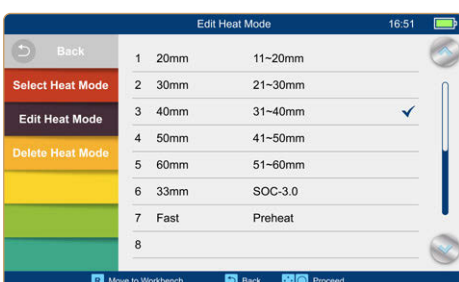 Edit Heat Mode 16:51
Back
Select Heat Mode
Edit Heat Mode
Delete Heat Mode
1 20mm 11~20mm
2 30mm 21~30mm
3 40mm 31~40mm
4 50mm 41~50mm
5 60mm 51~60mm
6 33mm SOC-3.0
7 Fast Preheat
8
R Move to Workbench Back Proceed